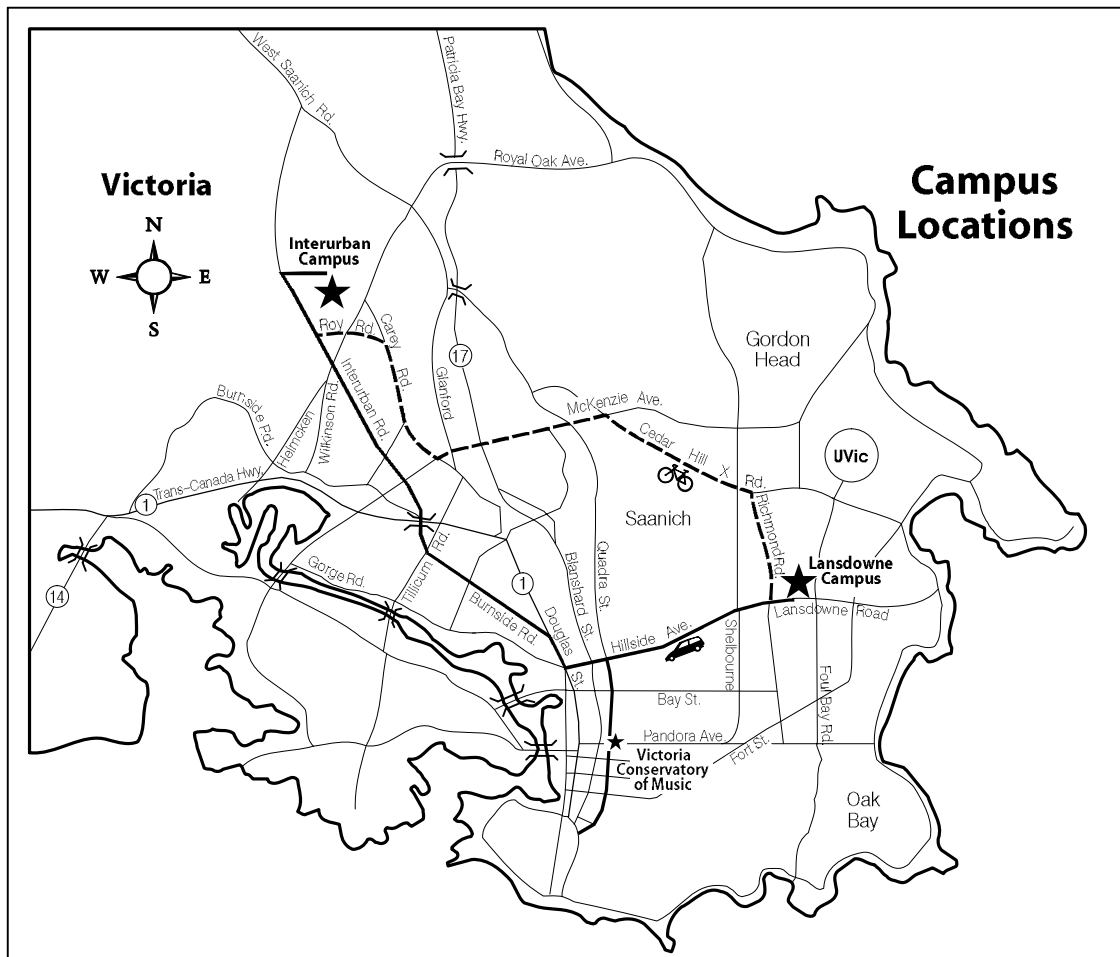 Campus
Locations
Victoria
N
W
E
S
West Saanich Rd.
Patricia Bay Hwy.
Royal Oak Ave.
Interurban
Campus
Roy Rd.
Carey Rd.
17
Glanford
Interurban Rd.
Gordon
Head
Burnside Rd.
Helmcken
Wilkinson Rd.
McKenzie Ave.
Cedar Hill X Rd.
UVic
Trans-Canada Hwy.
1
Saanich
Richmond Rd.
Lansdowne
Campus
Lansdowne Road
14
Gorge Rd.
Tillicum Rd.
1
Burnside Rd.
Douglas St.
Blanshard St.
Quadra St.
Hillside Ave.
Shelbourne
Bay St.
Foul Bay Rd.
Pandora Ave.
Fort St.
Victoria
Conservatory
of Music
Oak
Bay